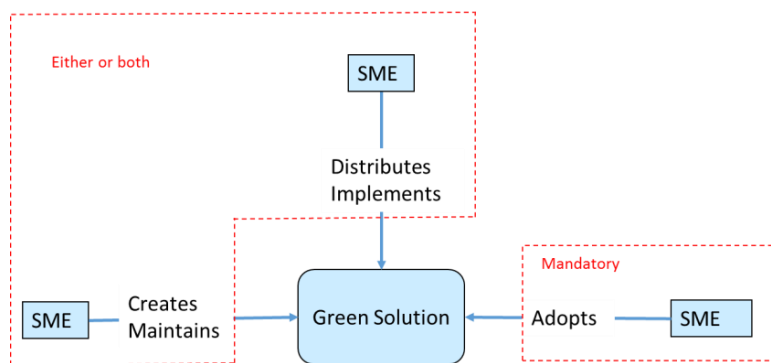 Either or both
SME
Distributes
Implements
Mandatory
SME
Creates
Maintains
Green Solution
Adopts
SME